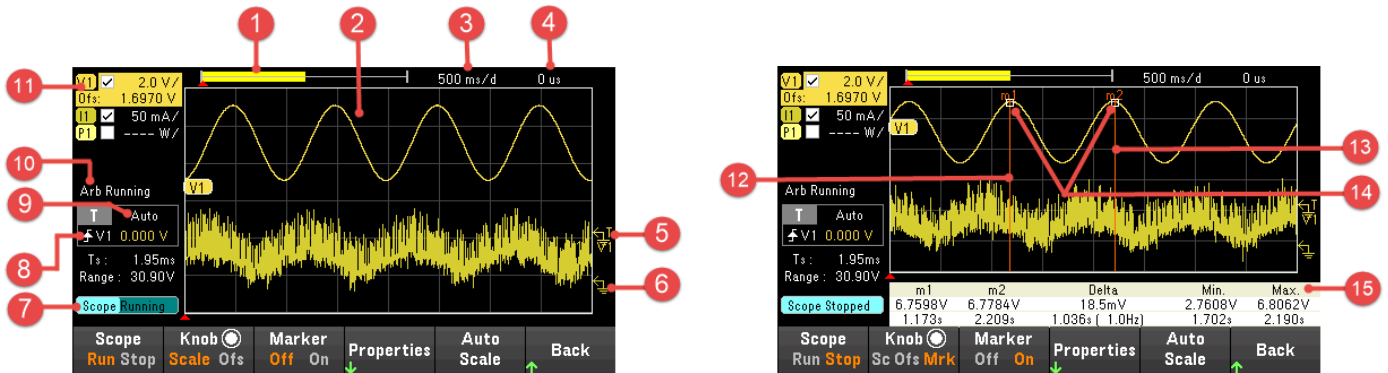 1
2
3
4
11
V1 2.0 V/
500 ms/d 0 us
Ofs: 1.6970 V
I1 50 mA/
P1 ---- W/
10
Arb Running
V1
9
T Auto
T
5
8
V1 0.000 V
1
Ts : 1.95ms
Range : 30.90V
6
7
Scope Running
Scope
Run Stop
Knob
Scale Ofs
Marker
Off On
Properties
Auto
Scale
Back
V1 2.0 V/
500 ms/d 0 us
Ofs: 1.6970 V
m1 m2
I1 50 mA/
P1 ---- W/
V1
13
12
14
Arb Running
T Auto
T
V1 0.000 V
1
Ts : 1.95ms
Range : 30.90V
15
m1 m2 Delta Min. Max.
Scope Stopped
6.7598V 6.7784V 18.5mV 2.7608V 6.8062V
1.173s 2.209s 1.036s ( 1.0Hz) 1.702s 2.190s
Scope
Run Stop
Knob
Sc Ofs Mrk
Marker
Off On
Properties
Auto
Scale
Back